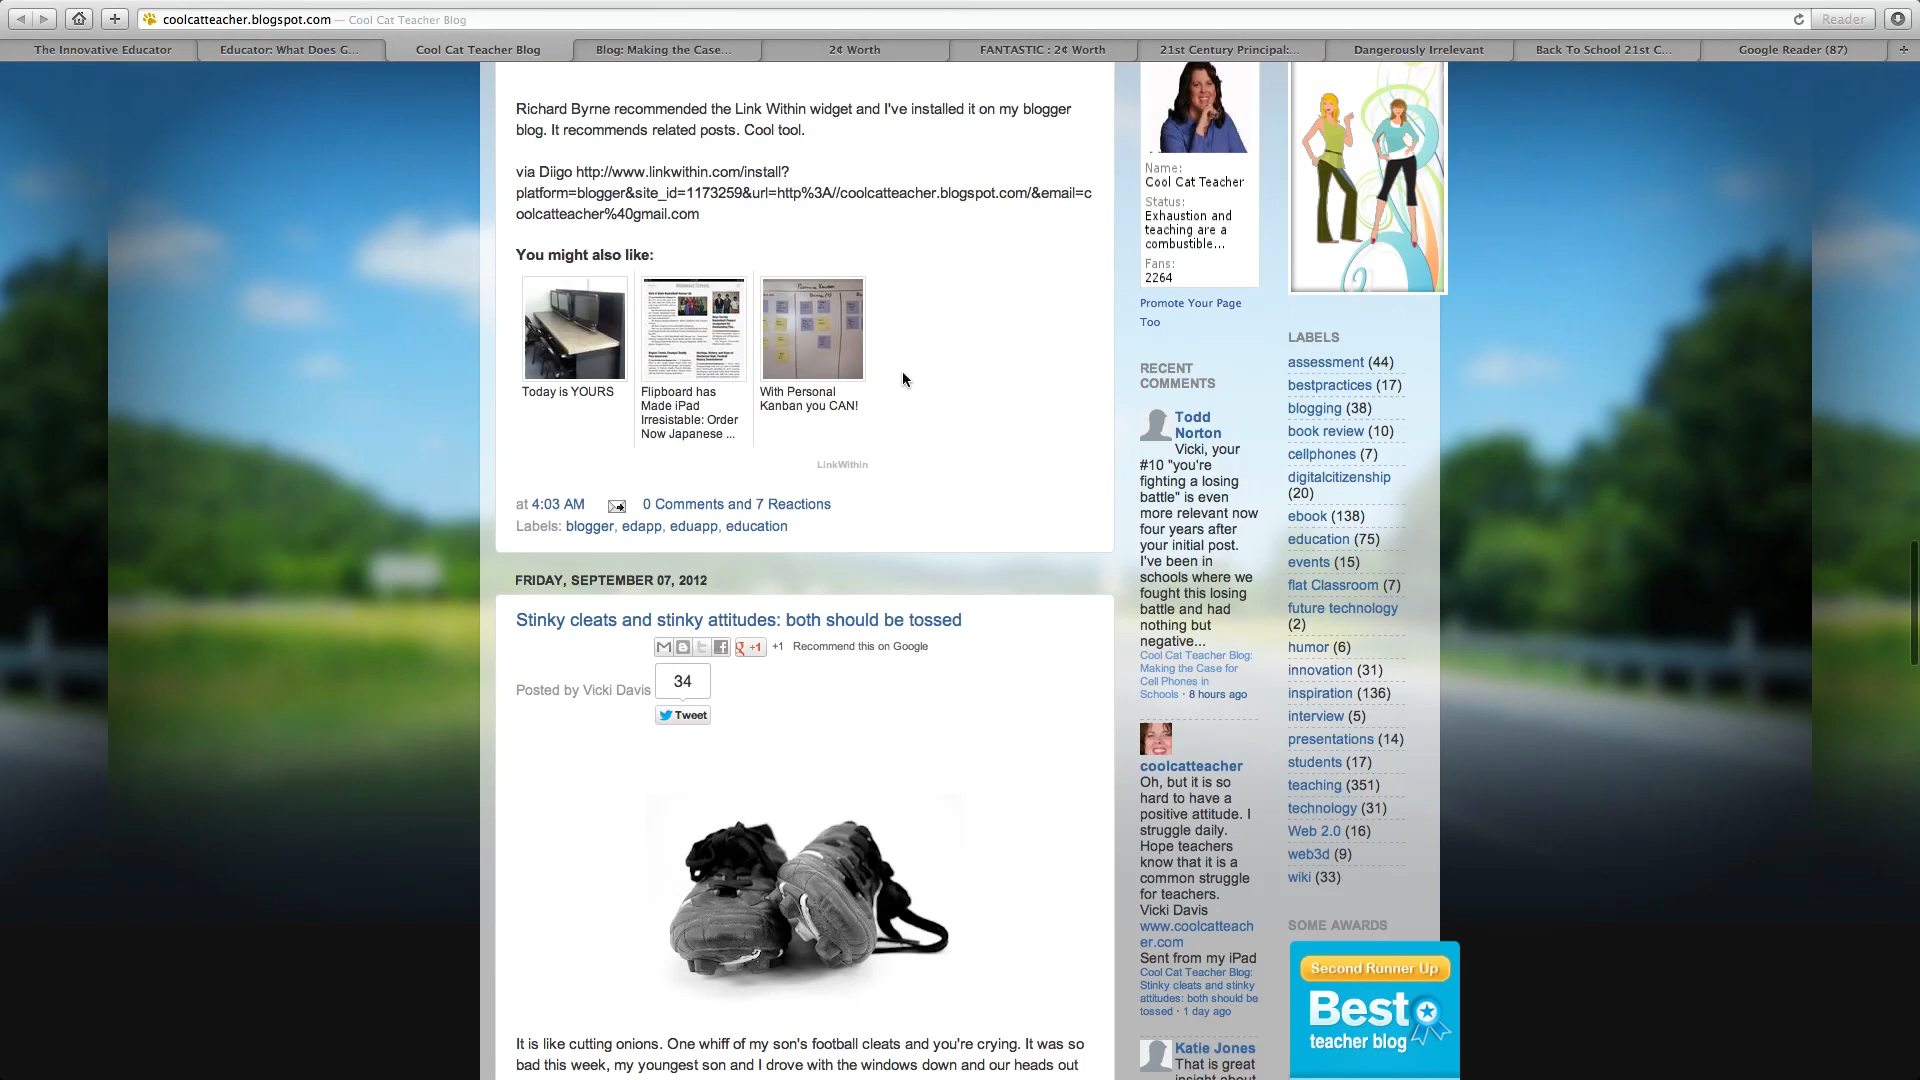 coolcatteacher.blogspot.com — Cool Cat Teacher Blog
Reader
The Innovative Educator
Educator: What Does G...
Cool Cat Teacher Blog
Blog: Making the Case...
2¢ Worth
FANTASTIC : 2¢ Worth
21st Century Principal:...
Dangerously Irrelevant
Back To School 21st C...
Google Reader (87)
Richard Byrne recommended the Link Within widget and I've installed it on my blogger
blog. It recommends related posts. Cool tool.
via Diigo http://www.linkwithin.com/install?
platform=blogger&site_id=1173259&url=http%3A//coolcatteacher.blogspot.com/&email=c
oolcatteacher%40gmail.com
You might also like:
Today is YOURS
Flipboard has
Made iPad
Irresistable: Order
Now Japanese ...
With Personal
Kanban you CAN!
LinkWithin
at 4:03 AM
0 Comments and 7 Reactions
Labels: blogger, edapp, eduapp, education
FRIDAY, SEPTEMBER 07, 2012
Stinky cleats and stinky attitudes: both should be tossed
+1
+1 Recommend this on Google
Posted by Vicki Davis
34
Tweet
It is like cutting onions. One whiff of my son's football cleats and you're crying. It was so
bad this week, my youngest son and I drove with the windows down and our heads out
Name:
Cool Cat Teacher
Status:
Exhaustion and
teaching are a
combustible...
Fans:
2264
Promote Your Page
Too
RECENT
COMMENTS
Todd
Norton
Vicki, your
#10 "you're
fighting a losing
battle" is even
more relevant now
four years after
your initial post.
I've been in
schools where we
fought this losing
battle and had
nothing but
negative...
Cool Cat Teacher Blog:
Making the Case for
Cell Phones in
Schools · 8 hours ago
coolcatteacher
Oh, but it is so
hard to have a
positive attitude. I
struggle daily.
Hope teachers
know that it is a
common struggle
for teachers.
Vicki Davis
www.coolcatteach
er.com
Sent from my iPad
Cool Cat Teacher Blog:
Stinky cleats and stinky
attitudes: both should be
tossed · 1 day ago
Katie Jones
That is great
insight about
LABELS
assessment (44)
bestpractices (17)
blogging (38)
book review (10)
cellphones (7)
digitalcitizenship
(20)
ebook (138)
education (75)
events (15)
flat Classroom (7)
future technology
(2)
humor (6)
innovation (31)
inspiration (136)
interview (5)
presentations (14)
students (17)
teaching (351)
technology (31)
Web 2.0 (16)
web3d (9)
wiki (33)
SOME AWARDS
Second Runner Up
Best
teacher blog